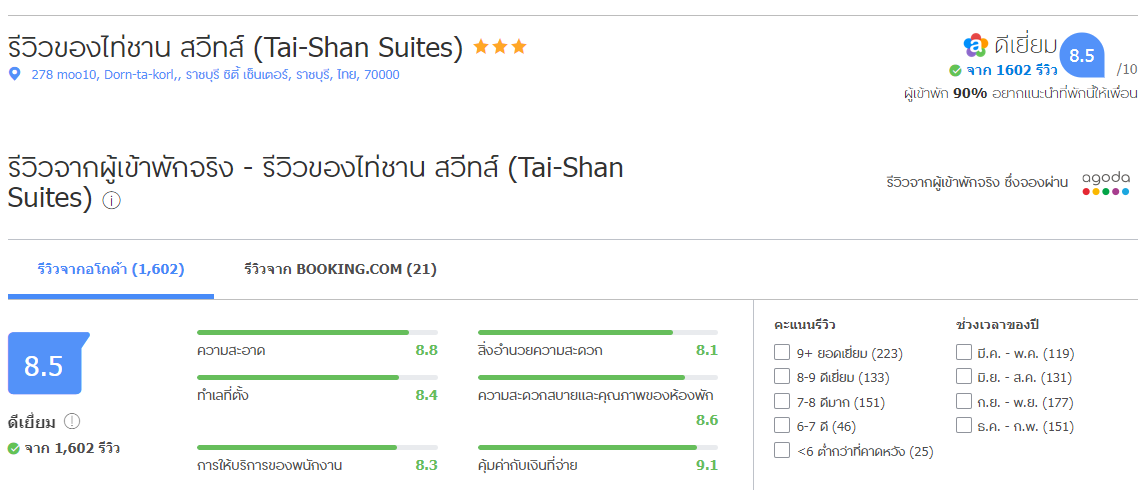 รีวิวของไท่ชาน สวีทส์ (Tai-Shan Suites)
278 moo10, Dorn-ta-korl,, ราชบุรี ซิตี้ เซ็นเตอร์, ราชบุรี, ไทย, 70000
a ดีเยี่ยม 8.5 /10
จาก 1602 รีวิว
ผู้เข้าพัก 90% อยากแนะนำที่พักนี้ให้เพื่อน
รีวิวจากผู้เข้าพักจริง - รีวิวของไท่ชาน สวีทส์ (Tai-Shan
Suites)
รีวิวจากผู้เข้าพักจริง ซึ่งจองผ่าน agoda
รีวิวจากอโกด้า (1,602) รีวิวจาก BOOKING.COM (21)
8.5
ดีเยี่ยม
จาก 1,602 รีวิว
ความสะอาด 8.8
ทำเลที่ตั้ง 8.4
การให้บริการของพนักงาน 8.3
สิ่งอำนวยความสะดวก 8.1
ความสะดวกสบายและคุณภาพของห้องพัก
8.6
คุ้มค่ากับเงินที่จ่าย 9.1
คะแนนรีวิว
9+ ยอดเยี่ยม (223)
8-9 ดีเยี่ยม (133)
7-8 ดีมาก (151)
6-7 ดี (46)
<6 ต่ำกว่าที่คาดหวัง (25)
ช่วงเวลาของปี
มี.ค. - พ.ค. (119)
มิ.ย. - ส.ค. (131)
ก.ย. - พ.ย. (177)
ธ.ค. - ก.พ. (151)